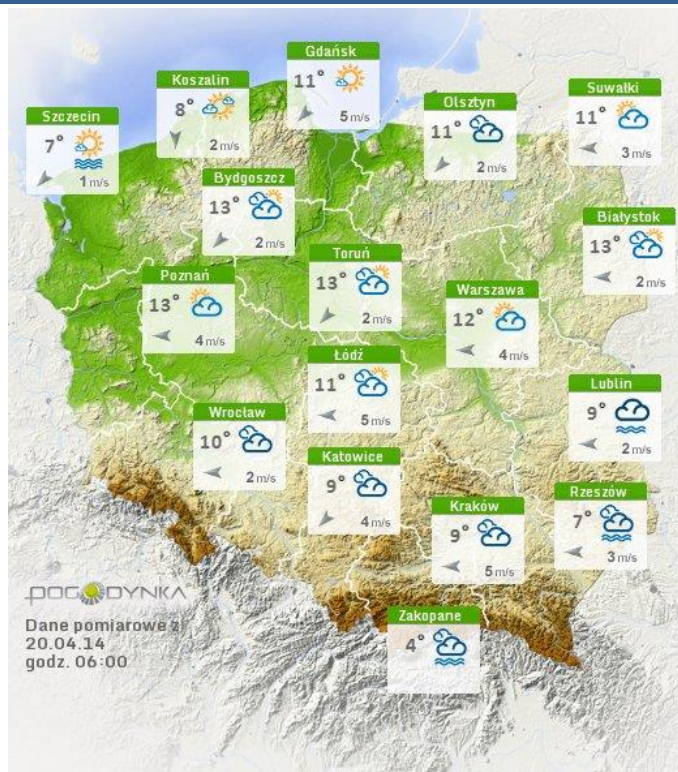 Gdańsk
11° 5 m/s
Koszalin
8° 2 m/s
Suwałki
11° 3 m/s
Olsztyn
11° 2 m/s
Szczecin
7° 1 m/s
Bydgoszcz
13° 2 m/s
Białystok
13° 2 m/s
Toruń
13° 2 m/s
Poznań
13° 4 m/s
Warszawa
12° 4 m/s
Łódź
11° 5 m/s
Lublin
9° 2 m/s
Wrocław
10° 2 m/s
Katowice
9° 4 m/s
Rzeszów
7° 3 m/s
Kraków
9° 5 m/s
POGODYNKA
Zakopane
4°
Dane pomiarowe z:
20.04.14
godz. 06:00